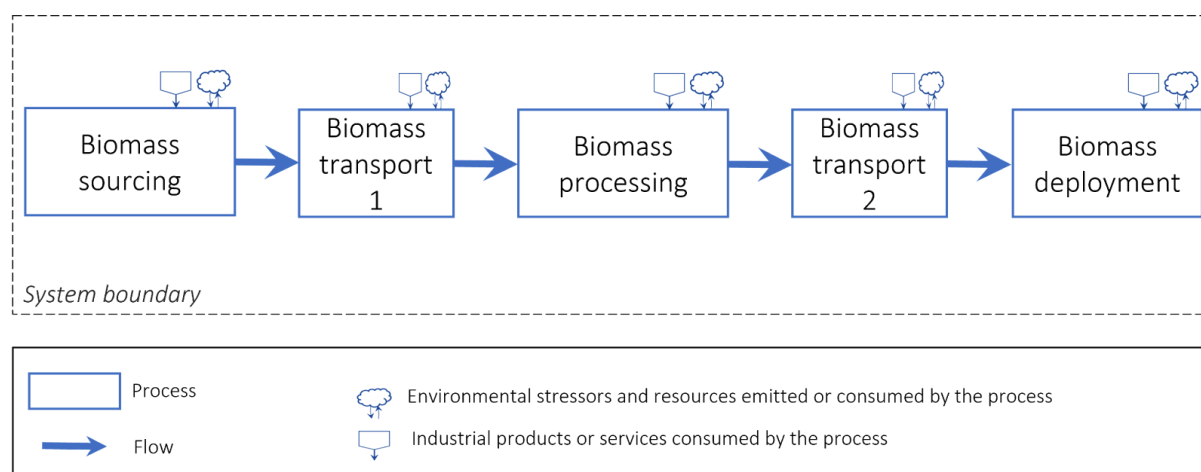 Biomass
sourcing
Biomass
transport
1
Biomass
processing
Biomass
transport
2
Biomass
deployment
System boundary
Process
Environmental stressors and resources emitted or consumed by the process
Flow
Industrial products or services consumed by the process